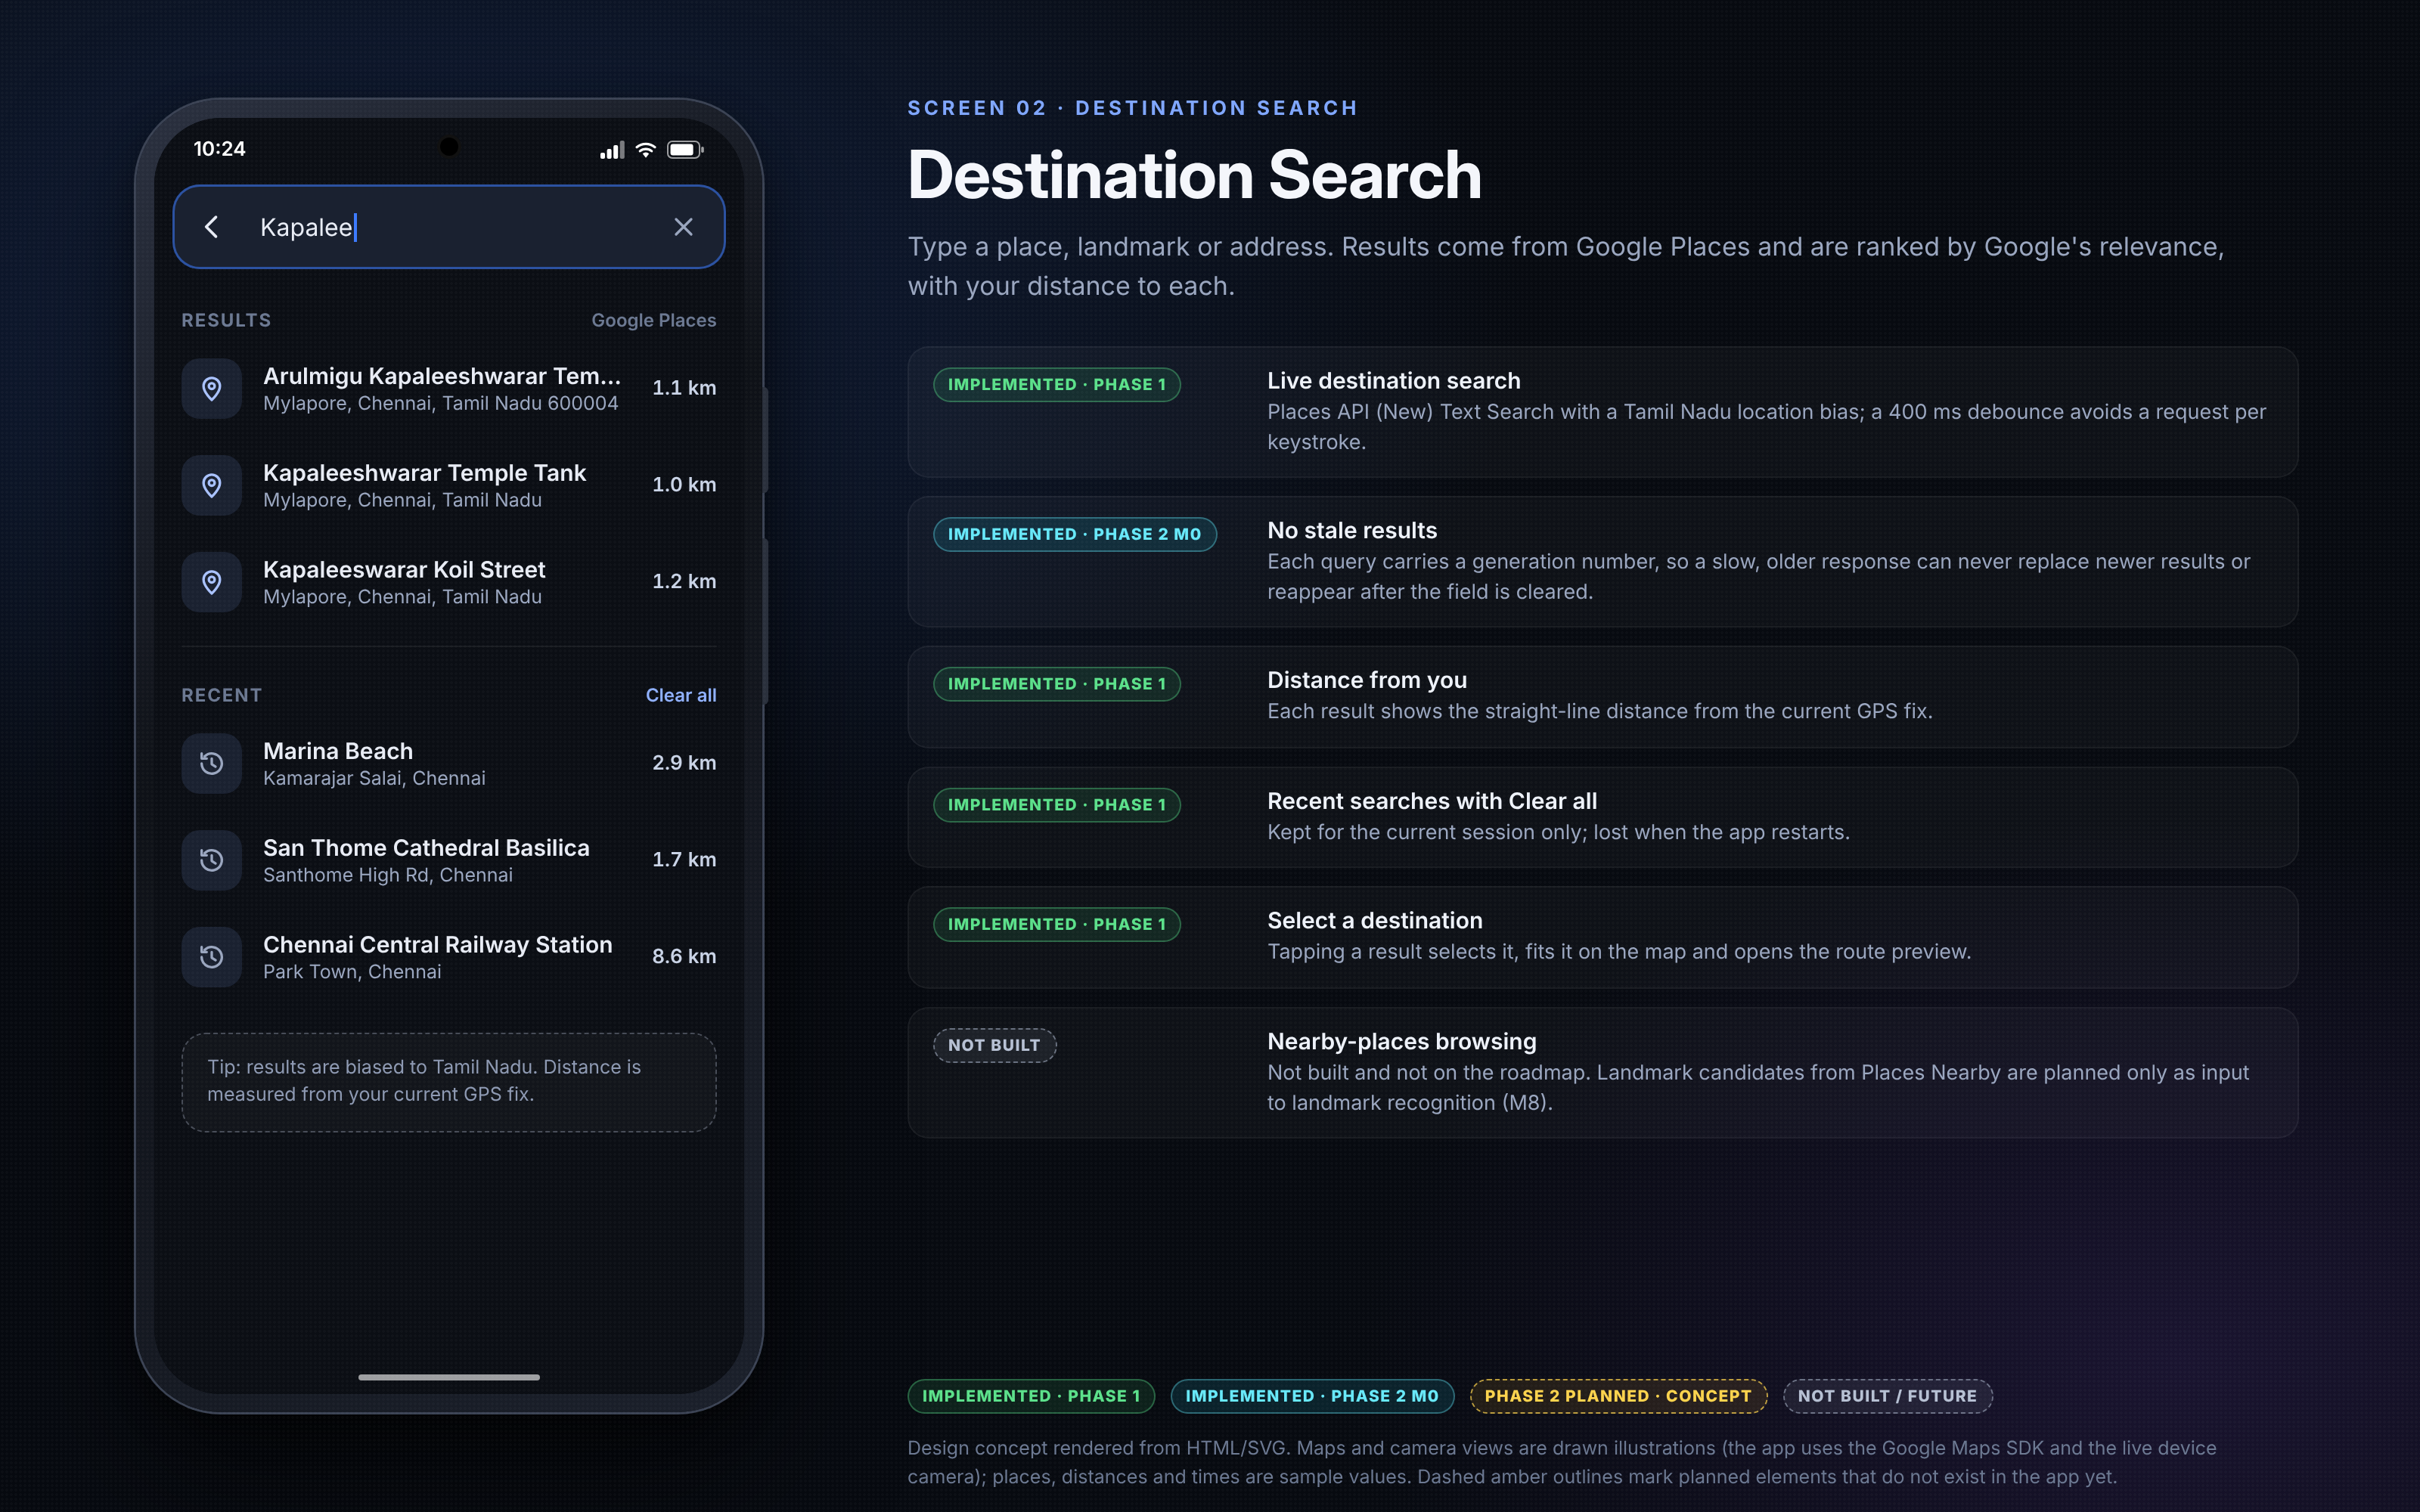 10:24
Kapalee
RESULTS
Google Places
Arulmigu Kapaleeshwarar Tem...
1.1 km
Mylapore, Chennai, Tamil Nadu 600004
Kapaleeshwarar Temple Tank
1.0 km
Mylapore, Chennai, Tamil Nadu
Kapaleeswarar Koil Street
1.2 km
Mylapore, Chennai, Tamil Nadu
RECENT
Clear all
Marina Beach
2.9 km
Kamarajar Salai, Chennai
San Thome Cathedral Basilica
1.7 km
Santhome High Rd, Chennai
Chennai Central Railway Station
8.6 km
Park Town, Chennai
Tip: results are biased to Tamil Nadu. Distance is
measured from your current GPS fix.
SCREEN 02 · DESTINATION SEARCH
Destination Search
Type a place, landmark or address. Results come from Google Places and are ranked by Google's relevance,
with your distance to each.
IMPLEMENTED · PHASE 1
Live destination search
Places API (New) Text Search with a Tamil Nadu location bias; a 400 ms debounce avoids a request per
keystroke.
IMPLEMENTED · PHASE 2 M0
No stale results
Each query carries a generation number, so a slow, older response can never replace newer results or
reappear after the field is cleared.
IMPLEMENTED · PHASE 1
Distance from you
Each result shows the straight-line distance from the current GPS fix.
IMPLEMENTED · PHASE 1
Recent searches with Clear all
Kept for the current session only; lost when the app restarts.
IMPLEMENTED · PHASE 1
Select a destination
Tapping a result selects it, fits it on the map and opens the route preview.
NOT BUILT
Nearby-places browsing
Not built and not on the roadmap. Landmark candidates from Places Nearby are planned only as input
to landmark recognition (M8).
IMPLEMENTED · PHASE 1
IMPLEMENTED · PHASE 2 M0
PHASE 2 PLANNED · CONCEPT
NOT BUILT / FUTURE
Design concept rendered from HTML/SVG. Maps and camera views are drawn illustrations (the app uses the Google Maps SDK and the live device
camera); places, distances and times are sample values. Dashed amber outlines mark planned elements that do not exist in the app yet.